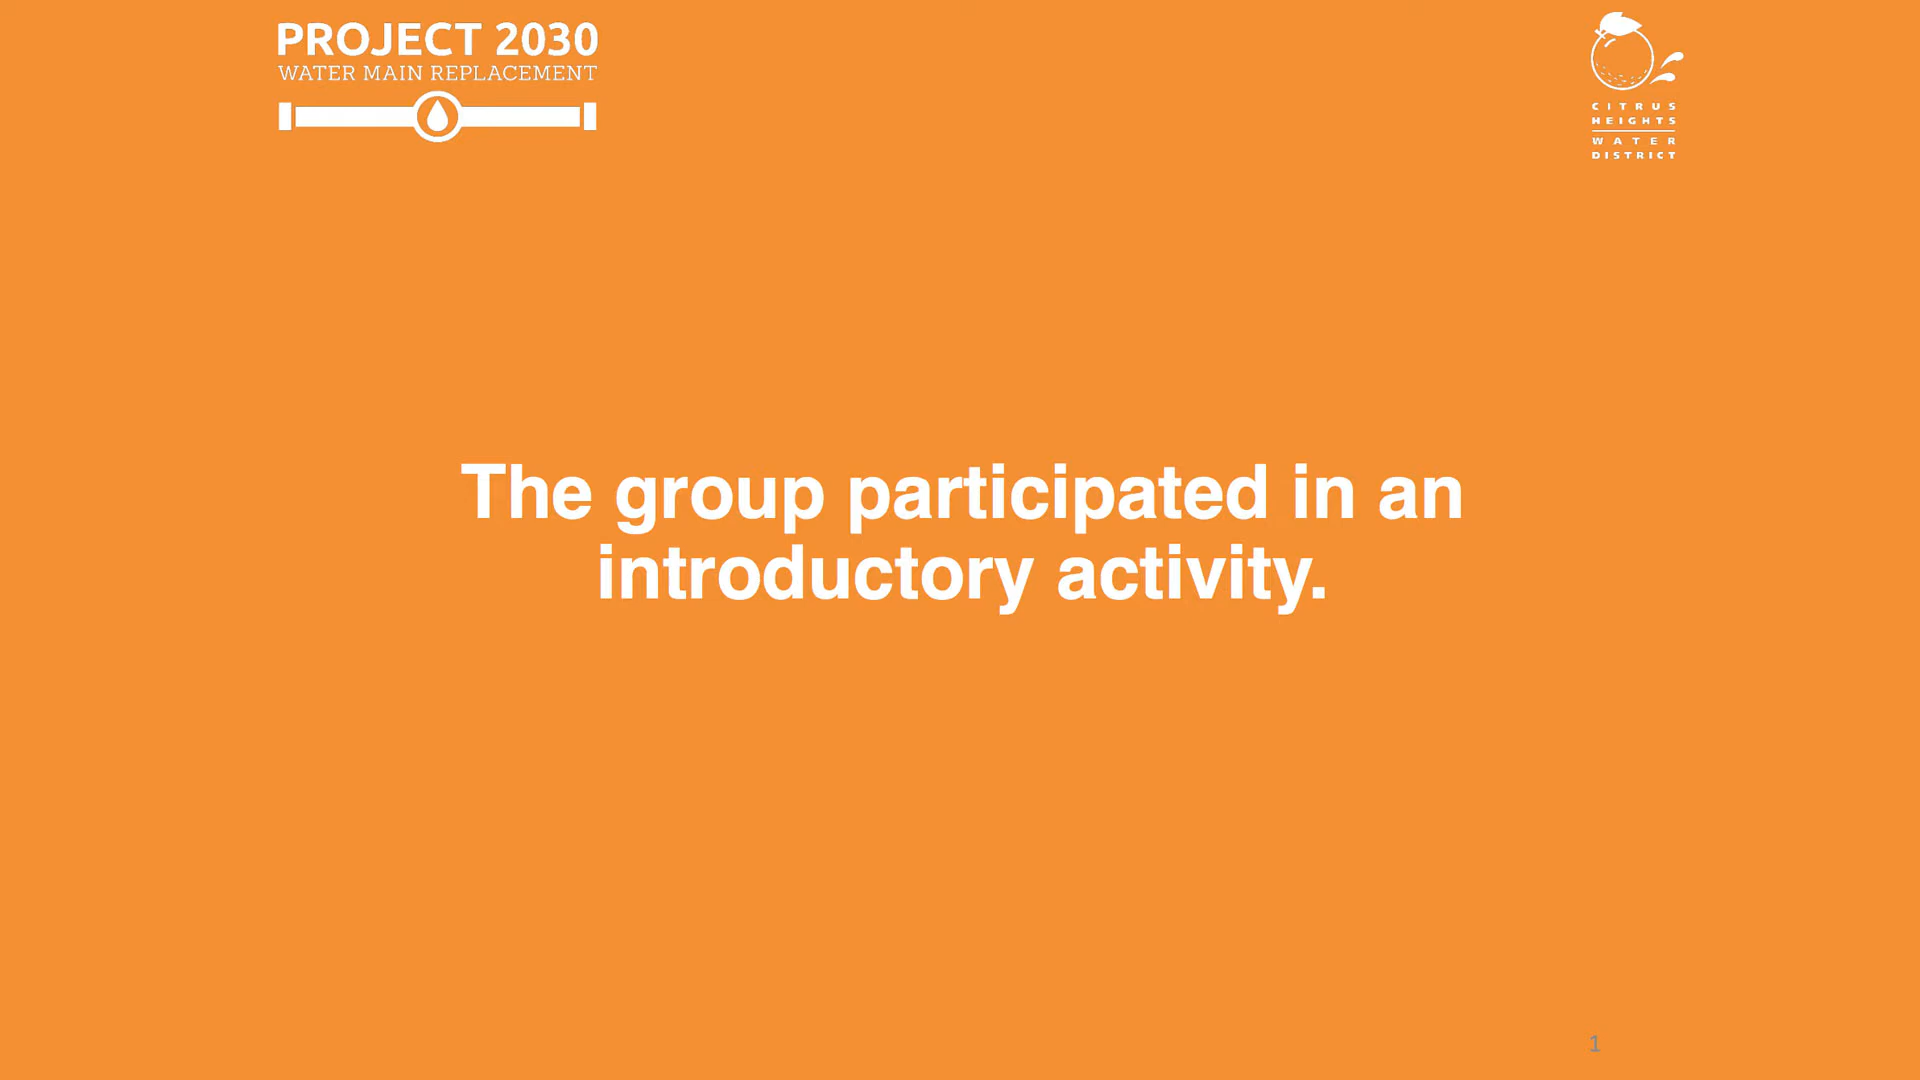 PROJECT 2030
WATER MAIN REPLACEMENT
CITRUS
HEIGHTS
WATER
DISTRICT
The group participated in an
introductory activity.
1